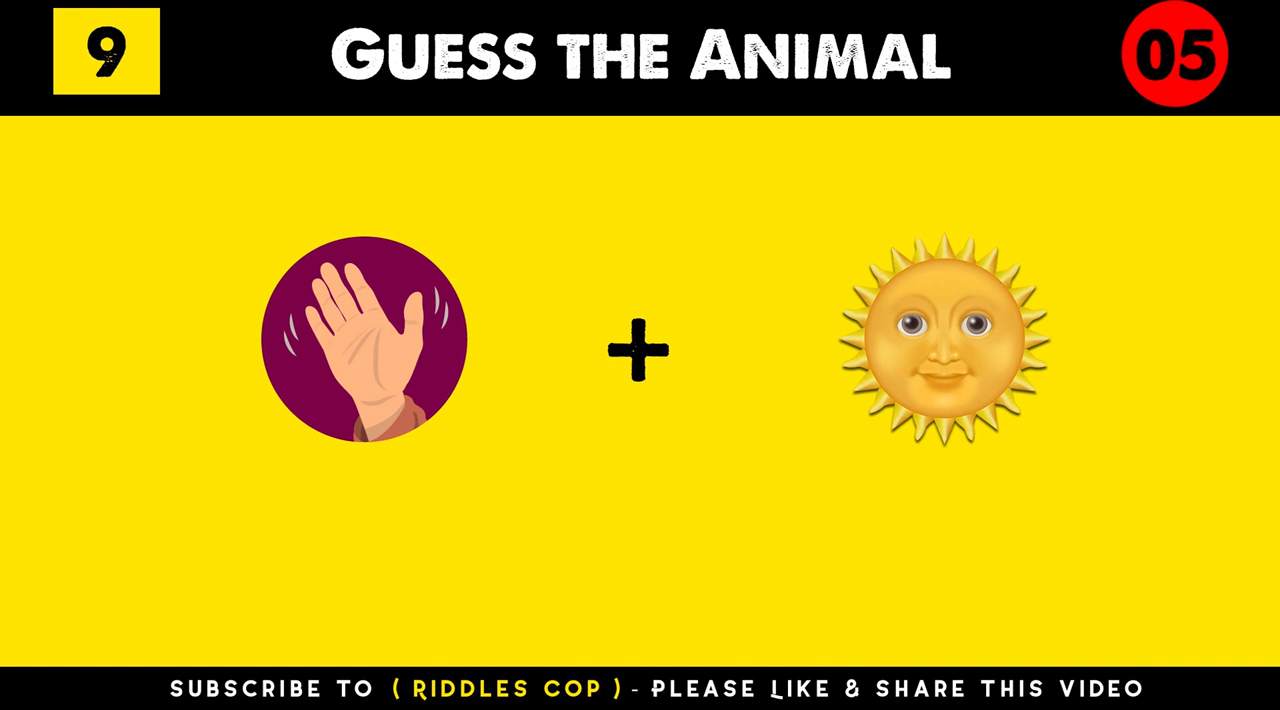 9
GUESS THE ANIMAL
05
+
SUBSCRIBE TO ( RIDDLES COP ) - PLEASE LIKE & SHARE THIS VIDEO